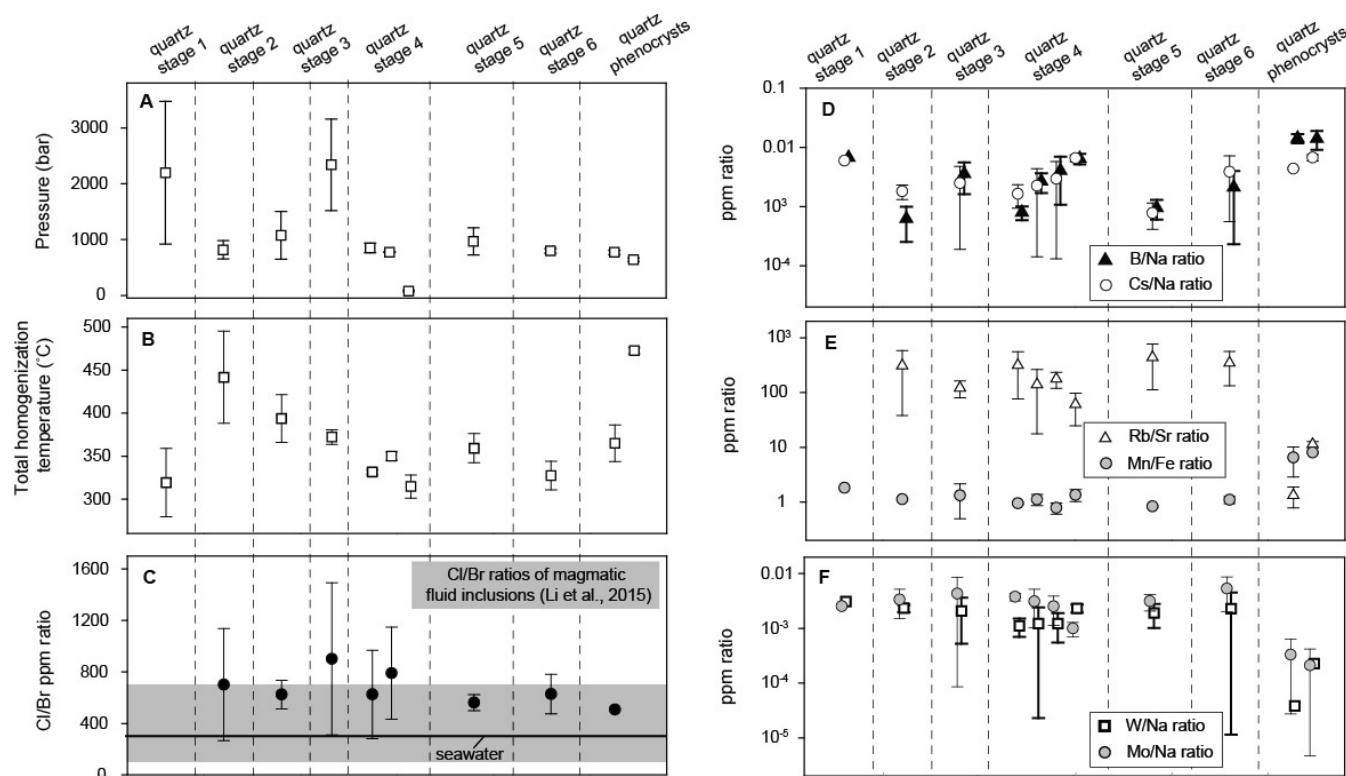 quartz stage 1
quartz stage 2
quartz stage 3
quartz stage 4
quartz stage 5
quartz stage 6
quartz phenocrysts
A
Pressure (bar)
3000
2000
1000
0
B
Total homogenization temperature (˚C)
500
450
400
350
300
C
Cl/Br ratios of magmatic
fluid inclusions (Li et al., 2015)
Cl/Br ppm ratio
1600
1200
800
400
0
seawater
quartz stage 1
quartz stage 2
quartz stage 3
quartz stage 4
quartz stage 5
quartz stage 6
quartz phenocrysts
D
ppm ratio
0.1
0.01
10³
10⁻⁴
B/Na ratio
Cs/Na ratio
E
ppm ratio
10³
100
10
1
Rb/Sr ratio
Mn/Fe ratio
F
ppm ratio
0.01
10⁻³
10⁻⁴
10⁻⁵
W/Na ratio
Mo/Na ratio